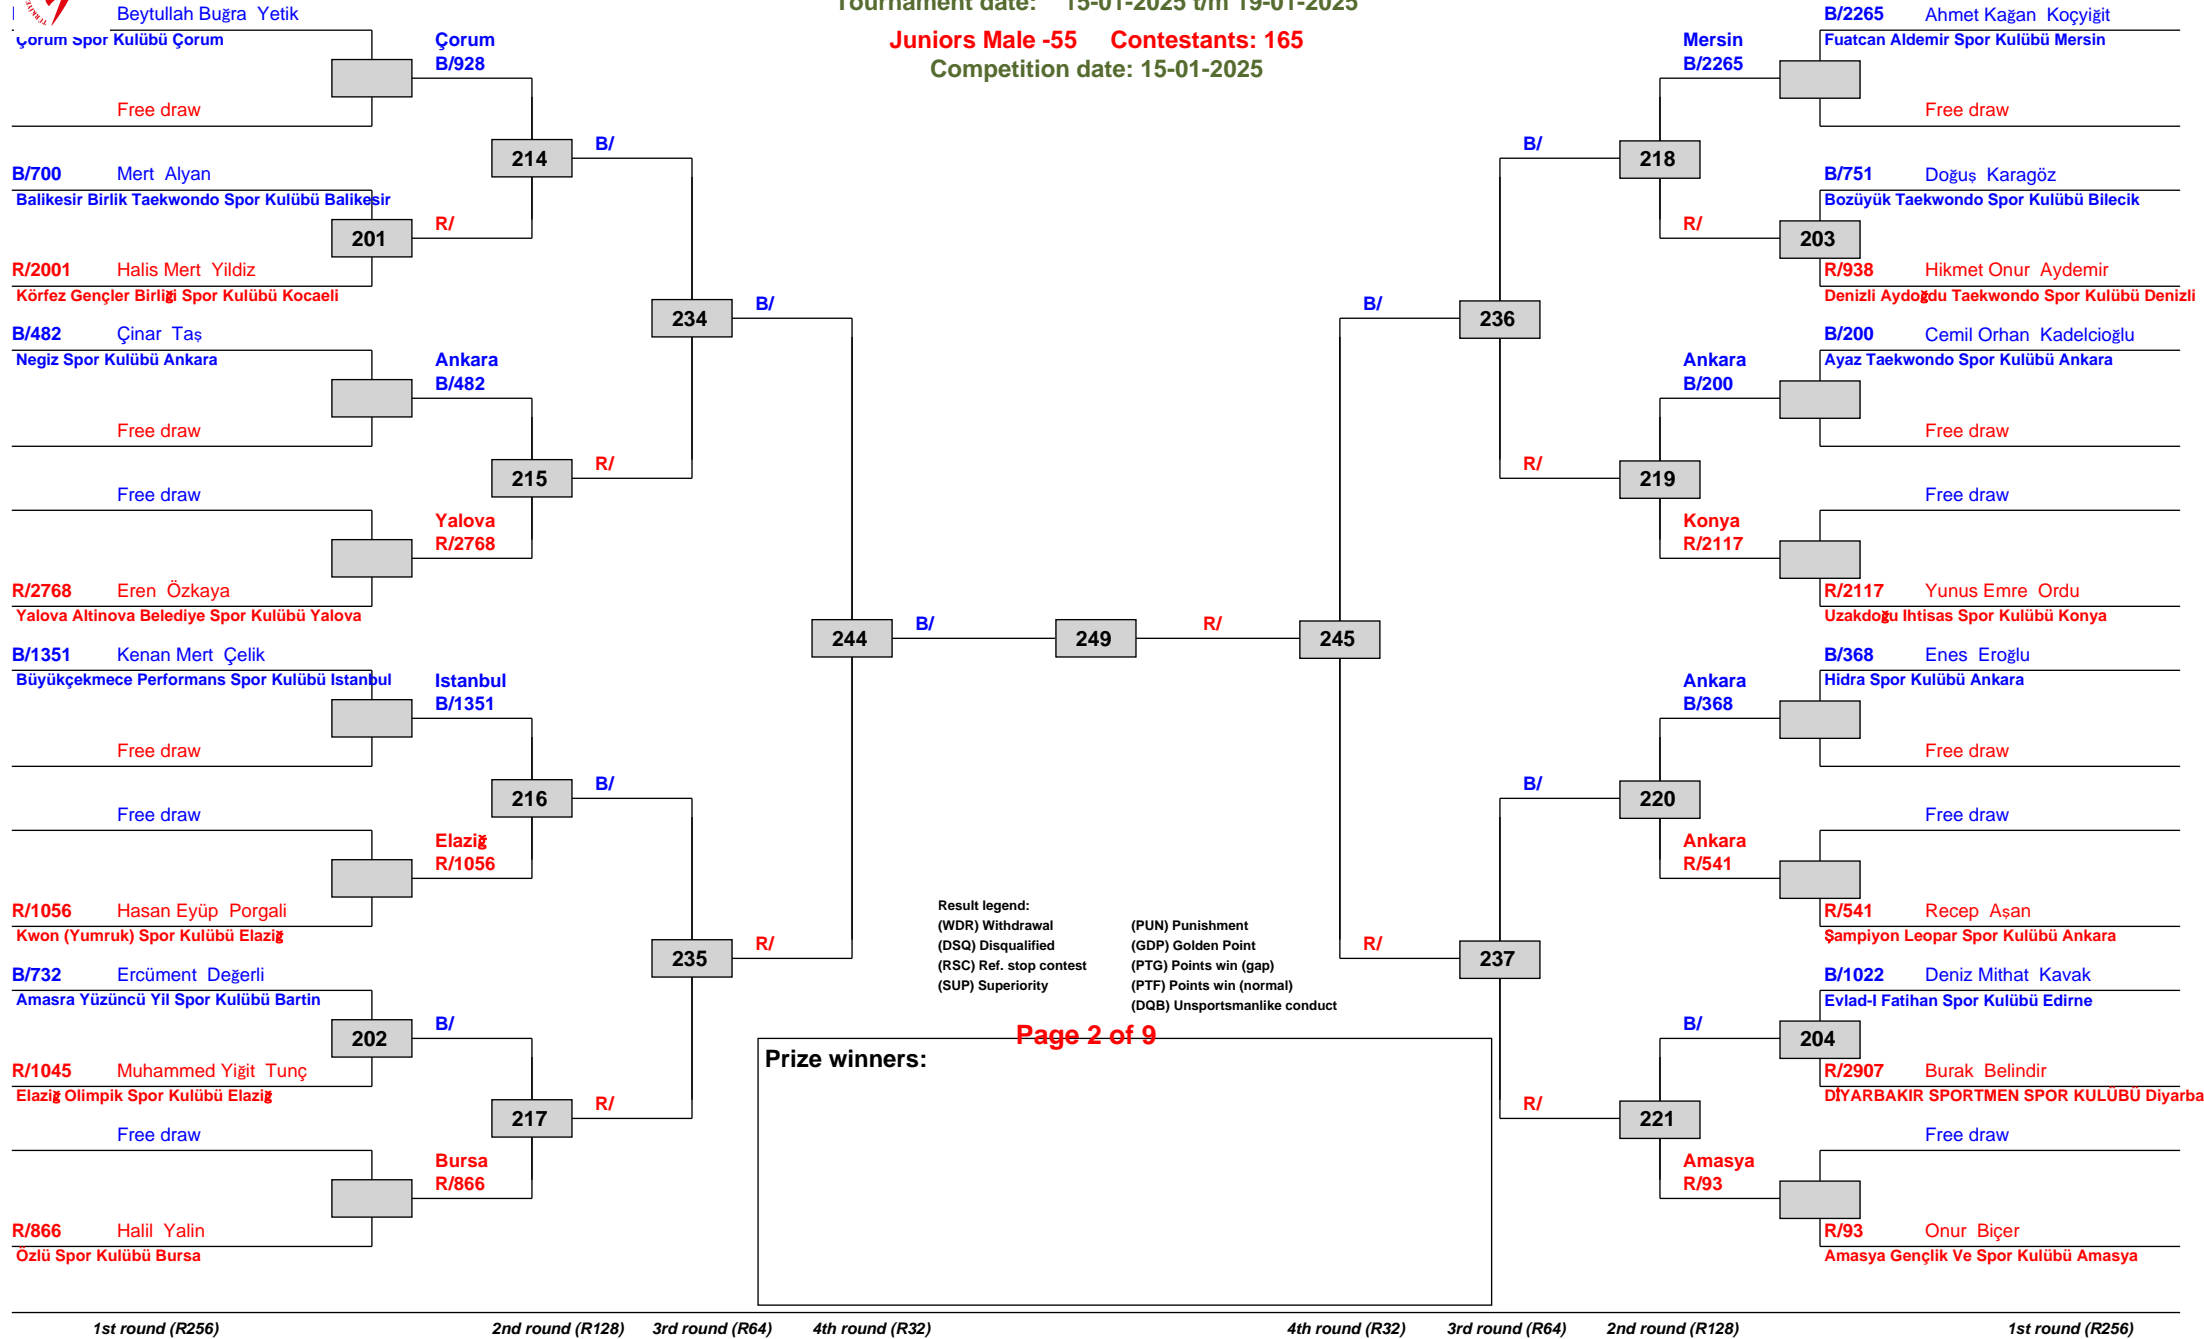 Tournament date: 15-01-2025 t/m 19-01-2025
Juniors Male -55 Contestants: 165
Competition date: 15-01-2025
Beytullah Buğra Yetik
Çorum Spor Kulübü Çorum
Çorum
B/928
Free draw
214
B/
B/700 Mert Alyan
Balikesir Birlik Taekwondo Spor Kulübü Balikesir
201
R/
R/2001 Halis Mert Yildiz
Körfez Gençler Birliği Spor Kulübü Kocaeli
234
B/
B/482 Çinar Taş
Negiz Spor Kulübü Ankara
Ankara
B/482
Free draw
215
R/
Free draw
Yalova
R/2768
R/2768 Eren Özkaya
Yalova Altinova Belediye Spor Kulübü Yalova
244
B/
249
R/
245
B/1351 Kenan Mert Çelik
Büyükçekmece Performans Spor Kulübü Istanbul
Istanbul
B/1351
Free draw
216
B/
Free draw
Elaziğ
R/1056
R/1056 Hasan Eyüp Porgali
Kwon (Yumruk) Spor Kulübü Elaziğ
235
R/
B/732 Ercüment Değerli
Amasra Yüzüncü Yil Spor Kulübü Bartin
202
B/
R/1045 Muhammed Yiğit Tunç
Elaziğ Olimpik Spor Kulübü Elaziğ
217
R/
Free draw
Bursa
R/866
R/866 Halil Yalin
Özlü Spor Kulübü Bursa
B/2265 Ahmet Kağan Koçyiğit
Fuatcan Aldemir Spor Kulübü Mersin
Mersin
B/2265
Free draw
B/
218
B/751 Doğuş Karagöz
Bozüyük Taekwondo Spor Kulübü Bilecik
R/
203
R/938 Hikmet Onur Aydemir
Denizli Aydoğdu Taekwondo Spor Kulübü Denizli
B/
236
B/200 Cemil Orhan Kadelcioğlu
Ayaz Taekwondo Spor Kulübü Ankara
Ankara
B/200
Free draw
R/
219
Free draw
Konya
R/2117
R/2117 Yunus Emre Ordu
Uzakdoğu Ihtisas Spor Kulübü Konya
B/368 Enes Eroğlu
Hidra Spor Kulübü Ankara
Ankara
B/368
Free draw
B/
220
Free draw
Ankara
R/541
R/541 Recep Aşan
Şampiyon Leopar Spor Kulübü Ankara
R/
237
B/1022 Deniz Mithat Kavak
Evlad-I Fatihan Spor Kulübü Edirne
B/
204
R/2907 Burak Belindir
DİYARBAKIR SPORTMEN SPOR KULÜBÜ Diyarba
R/
221
Free draw
Amasya
R/93
R/93 Onur Biçer
Amasya Gençlik Ve Spor Kulübü Amasya
Result legend:
(WDR) Withdrawal (PUN) Punishment
(DSQ) Disqualified (GDP) Golden Point
(RSC) Ref. stop contest (PTG) Points win (gap)
(SUP) Superiority (PTF) Points win (normal)
(DQB) Unsportsmanlike conduct
Page 2 of 9
Prize winners:
1st round (R256) 2nd round (R128) 3rd round (R64) 4th round (R32) 4th round (R32) 3rd round (R64) 2nd round (R128) 1st round (R256)